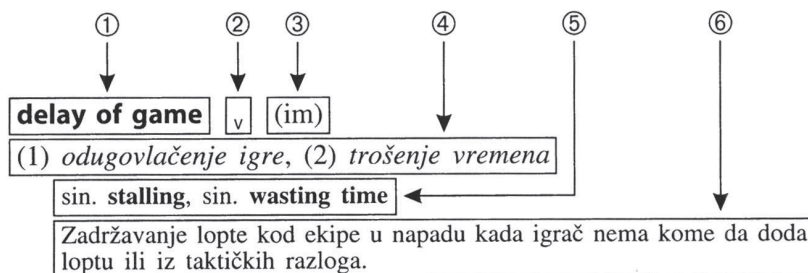 ① ② ③ ④ ⑤ ⑥
delay of game v (im)
(1) odugovlačenje igre, (2) trošenje vremena
sin. stalling, sin. wasting time
Zadržavanje lopte kod ekipe u napadu kada igrač nema kome da doda
loptu ili iz taktičkih razloga.